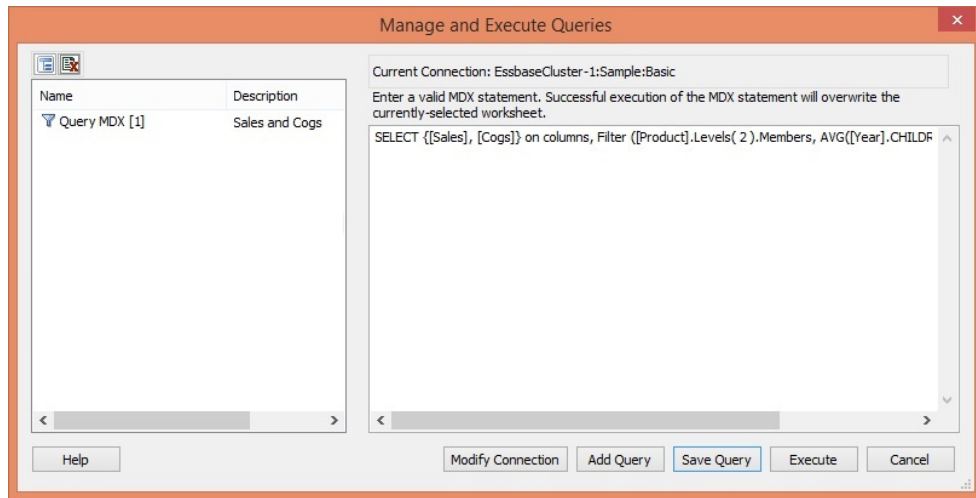 Manage and Execute Queries
Name Description
Query MDX [1] Sales and Cogs
Current Connection: EssbaseCluster-1:Sample:Basic
Enter a valid MDX statement. Successful execution of the MDX statement will overwrite the
currently-selected worksheet.
SELECT {[Sales], [Cogs]} on columns, Filter ([Product].Levels( 2 ).Members, AVG([Year].CHILDR
Help Modify Connection Add Query Save Query Execute Cancel